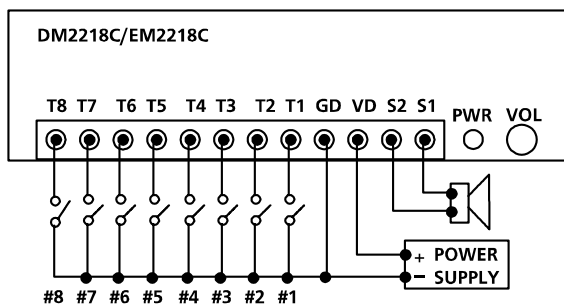 DM2218C/EM2218C
T8 T7 T6 T5 T4 T3 T2 T1 GD VD S2 S1
PWR VOL
+ POWER
− SUPPLY
#8 #7 #6 #5 #4 #3 #2 #1